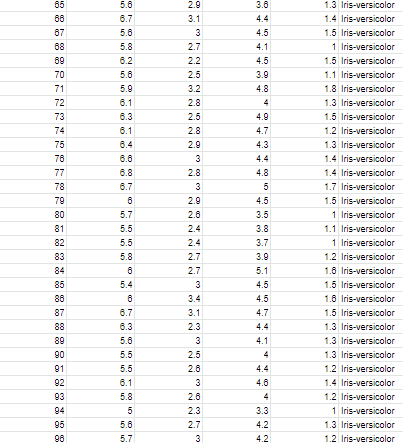 65 5.6 2.9 3.6 1.3 Iris-versicolor
66 6.7 3.1 4.4 1.4 Iris-versicolor
67 5.6 3 4.5 1.5 Iris-versicolor
68 5.8 2.7 4.1 1 Iris-versicolor
69 6.2 2.2 4.5 1.5 Iris-versicolor
70 5.6 2.5 3.9 1.1 Iris-versicolor
71 5.9 3.2 4.8 1.8 Iris-versicolor
72 6.1 2.8 4 1.3 Iris-versicolor
73 6.3 2.5 4.9 1.5 Iris-versicolor
74 6.1 2.8 4.7 1.2 Iris-versicolor
75 6.4 2.9 4.3 1.3 Iris-versicolor
76 6.6 3 4.4 1.4 Iris-versicolor
77 6.8 2.8 4.8 1.4 Iris-versicolor
78 6.7 3 5 1.7 Iris-versicolor
79 6 2.9 4.5 1.5 Iris-versicolor
80 5.7 2.6 3.5 1 Iris-versicolor
81 5.5 2.4 3.8 1.1 Iris-versicolor
82 5.5 2.4 3.7 1 Iris-versicolor
83 5.8 2.7 3.9 1.2 Iris-versicolor
84 6 2.7 5.1 1.6 Iris-versicolor
85 5.4 3 4.5 1.5 Iris-versicolor
86 6 3.4 4.5 1.6 Iris-versicolor
87 6.7 3.1 4.7 1.5 Iris-versicolor
88 6.3 2.3 4.4 1.3 Iris-versicolor
89 5.6 3 4.1 1.3 Iris-versicolor
90 5.5 2.5 4 1.3 Iris-versicolor
91 5.5 2.6 4.4 1.2 Iris-versicolor
92 6.1 3 4.6 1.4 Iris-versicolor
93 5.8 2.6 4 1.2 Iris-versicolor
94 5 2.3 3.3 1 Iris-versicolor
95 5.6 2.7 4.2 1.3 Iris-versicolor
96 5.7 3 4.2 1.2 Iris-versicolor